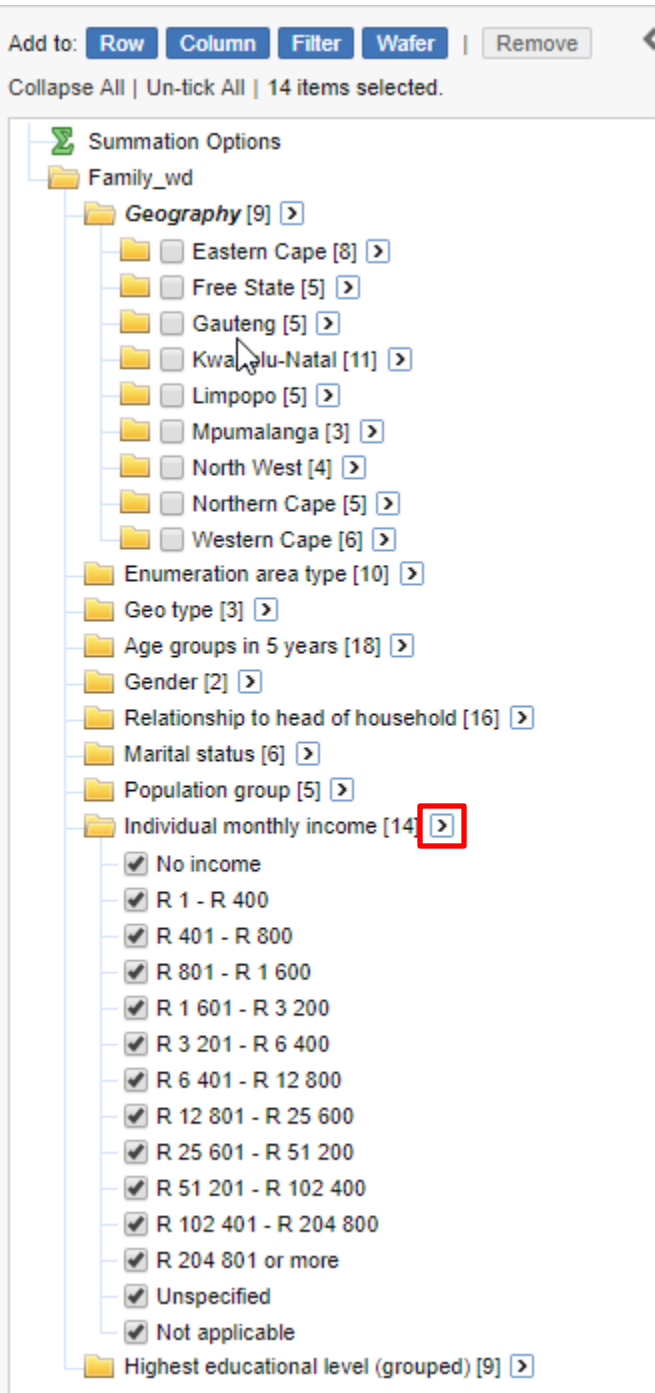 Add to: Row Column Filter Wafer | Remove
Collapse All | Un-tick All | 14 items selected.
Summation Options
Family_wd
Geography [9]
Eastern Cape [8]
Free State [5]
Gauteng [5]
lu-Natal [11]
Limpopo [5]
Mpumalanga [3]
North West [4]
Northern Cape [5]
Western Cape [6]
Enumeration area type [10]
Geo type [3]
Age groups in 5 years [18]
Gender [2]
Relationship to head of household [16]
Marital status [6]
Population group [5]
Individual monthly income [14]
No income
R 1 - R 400
R 401 - R 800
R 801 - R 1 600
R 1 601 - R 3 200
R 3 201 - R 6 400
R 6 401 - R 12 800
R 12 801 - R 25 600
R 25 601 - R 51 200
R 51 201 - R 102 400
R 102 401 - R 204 800
R 204 801 or more
Unspecified
Not applicable
Highest educational level (grouped) [9]